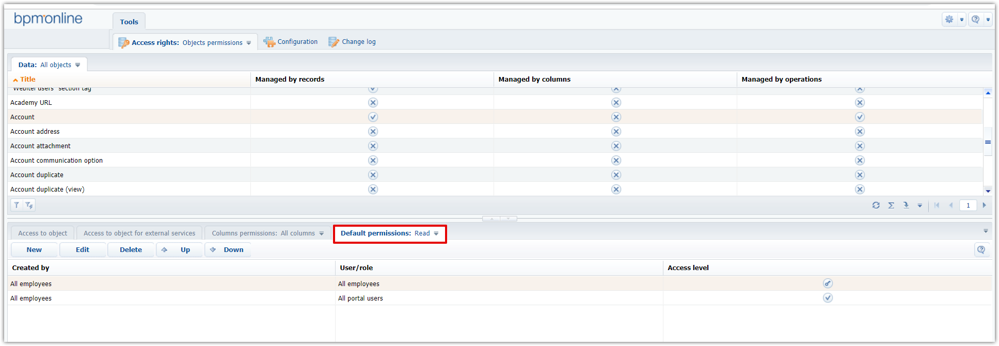 bpmonline
Tools
Access rights: Objects permissions
Configuration
Change log
Data: All objects
Title
Managed by records
Managed by columns
Managed by operations
"Webitel users" section tag
Academy URL
Account
Account address
Account attachment
Account communication option
Account duplicate
Account duplicate (view)
1
Access to object
Access to object for external services
Columns permissions: All columns
Default permissions: Read
New
Edit
Delete
Up
Down
Created by
User/role
Access level
All employees
All employees
All employees
All portal users